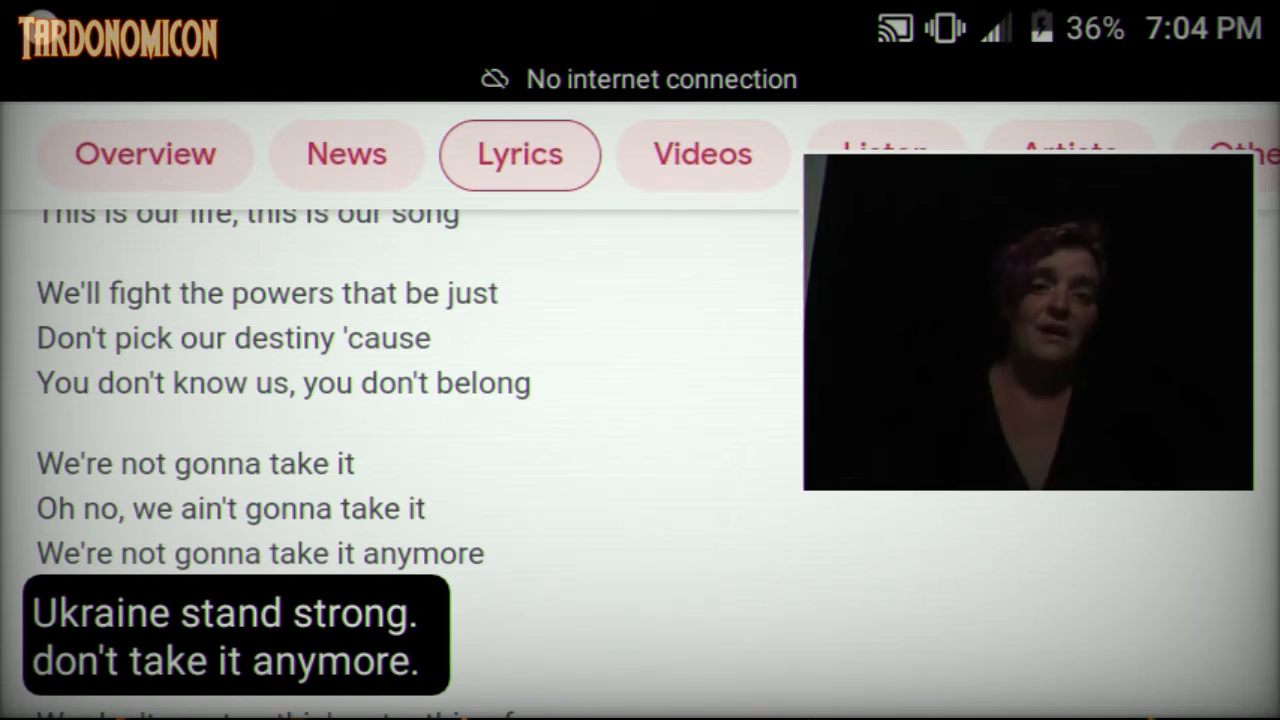 TARDONOMICON
36% 7:04 PM
No internet connection
Overview News Lyrics Videos Listen Artists Othe
This is our life, this is our song
We'll fight the powers that be just
Don't pick our destiny 'cause
You don't know us, you don't belong
We're not gonna take it
Oh no, we ain't gonna take it
We're not gonna take it anymore
Ukraine stand strong.
don't take it anymore.